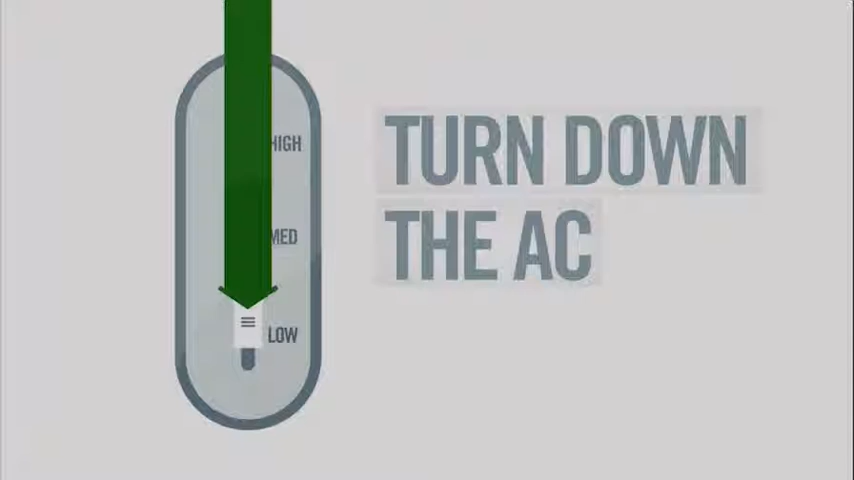 HIGH
TURN DOWN
MED
THE AC
LOW